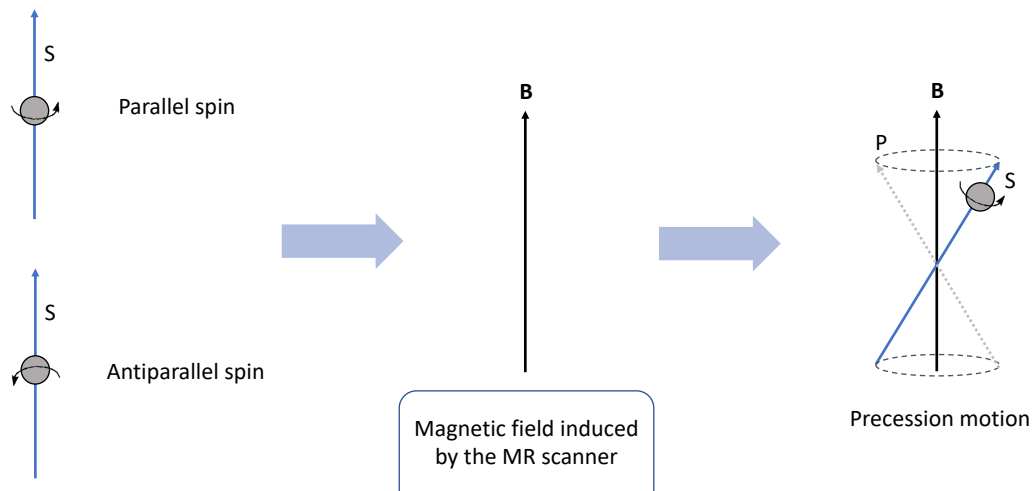 S
Parallel spin
S
Antiparallel spin
B
Magnetic field induced
by the MR scanner
B
P
S
Precession motion